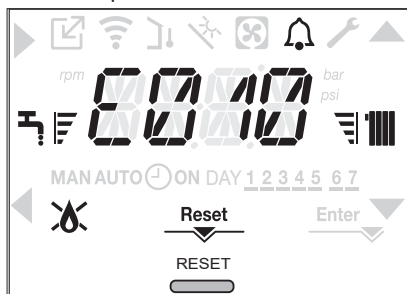 rpm
bar
psi
E010
MAN AUTO ON DAY 1 2 3 4 5 6 7
Reset
Enter
RESET